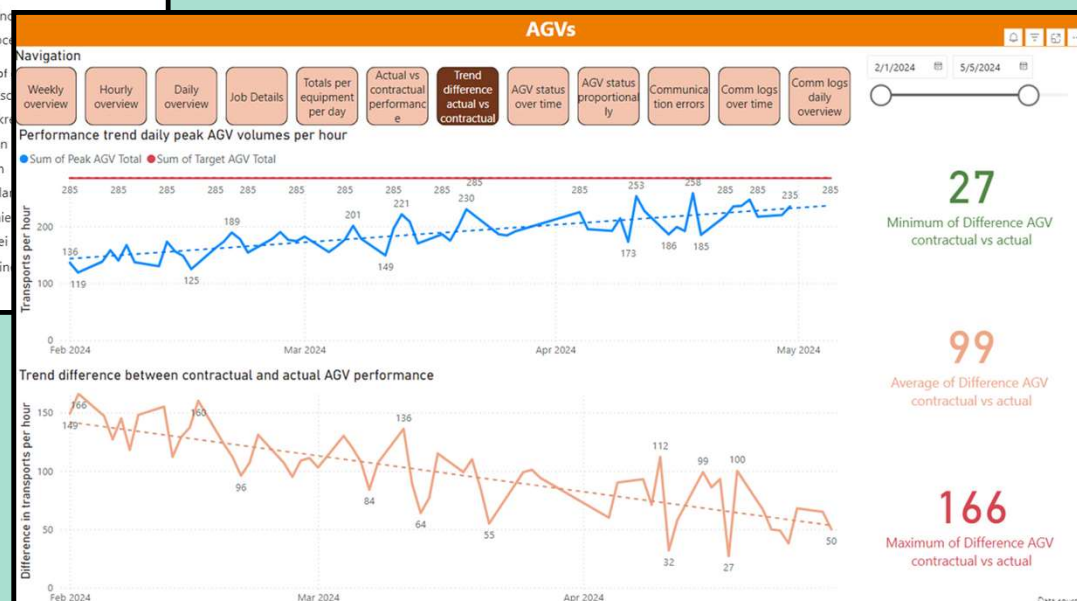 AGVs
Navigation
Weekly
overview
Hourly
overview
Daily
overview
Job Details
Totals per
equipment
per day
Actual vs
contractual
performanc
e
Trend
difference
actual vs
contractual
AGV status
over time
AGV status
proportional
ly
Communica
tion errors
Comm logs
over time
Comm logs
daily
overview
2/1/2024
5/5/2024
Performance trend daily peak AGV volumes per hour
Sum of Peak AGV Total Sum of Target AGV Total
Transports per hour
200
100
0
285 285 285 285 285 285 285 285 285 285 285 285 285
136
119
125
189
201
149
221
230
173
253
186
258
185
235
Feb 2024 Mar 2024 Apr 2024 May 2024
Trend difference between contractual and actual AGV performance
Difference in transports per hour
150
100
50
0
149
166
160
96
84
136
64
55
112
32
99
27
100
50
Feb 2024 Mar 2024 Apr 2024
27
Minimum of Difference AGV
contractual vs actual
99
Average of Difference AGV
contractual vs actual
166
Maximum of Difference AGV
contractual vs actual